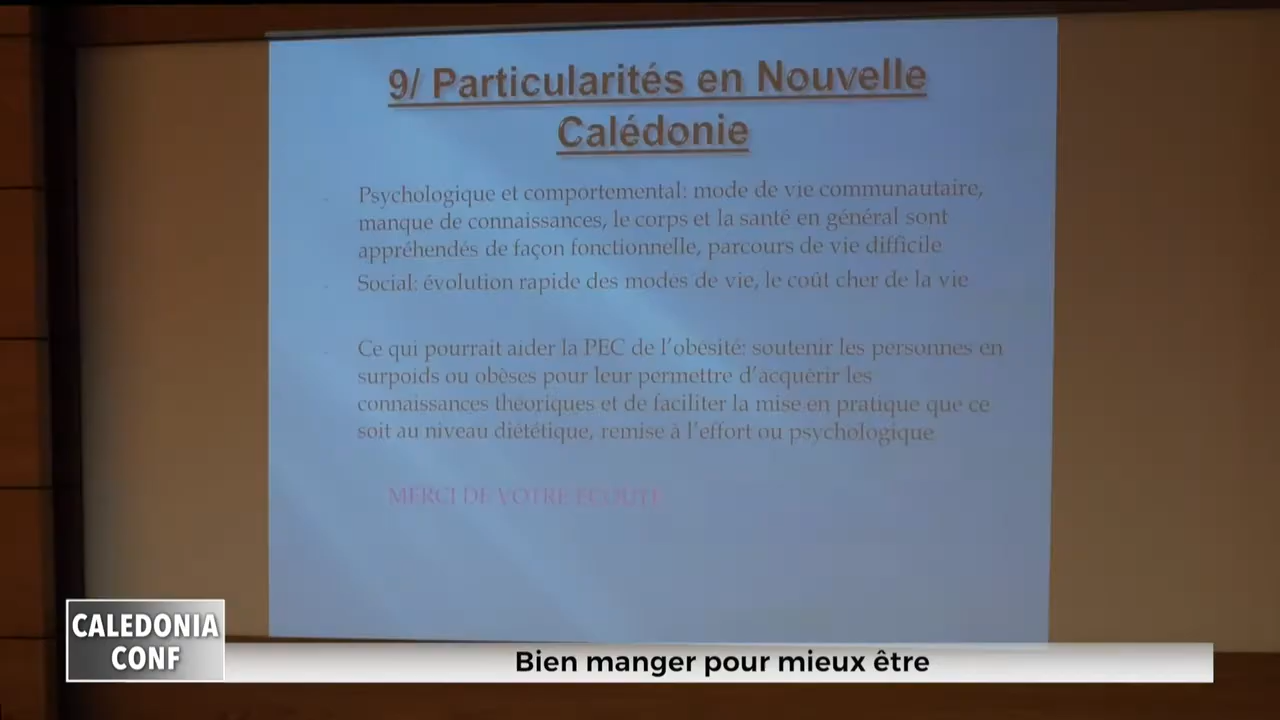 9/ Particularités en Nouvelle
Calédonie
- Psychologique et comportemental: mode de vie communautaire,
manque de connaissances, le corps et la santé en général sont
appréhendés de façon fonctionnelle, parcours de vie difficile
- Social: évolution rapide des modes de vie, le coût cher de la vie
- Ce qui pourrait aider la PEC de l'obésité: soutenir les personnes en
surpoids ou obèses pour leur permettre d'acquérir les
connaissances théoriques et de faciliter la mise en pratique que ce
soit au niveau diététique, remise à l'effort ou psychologique
MERCI DE VOTRE ECOUTE
CALEDONIA
CONF
Bien manger pour mieux être